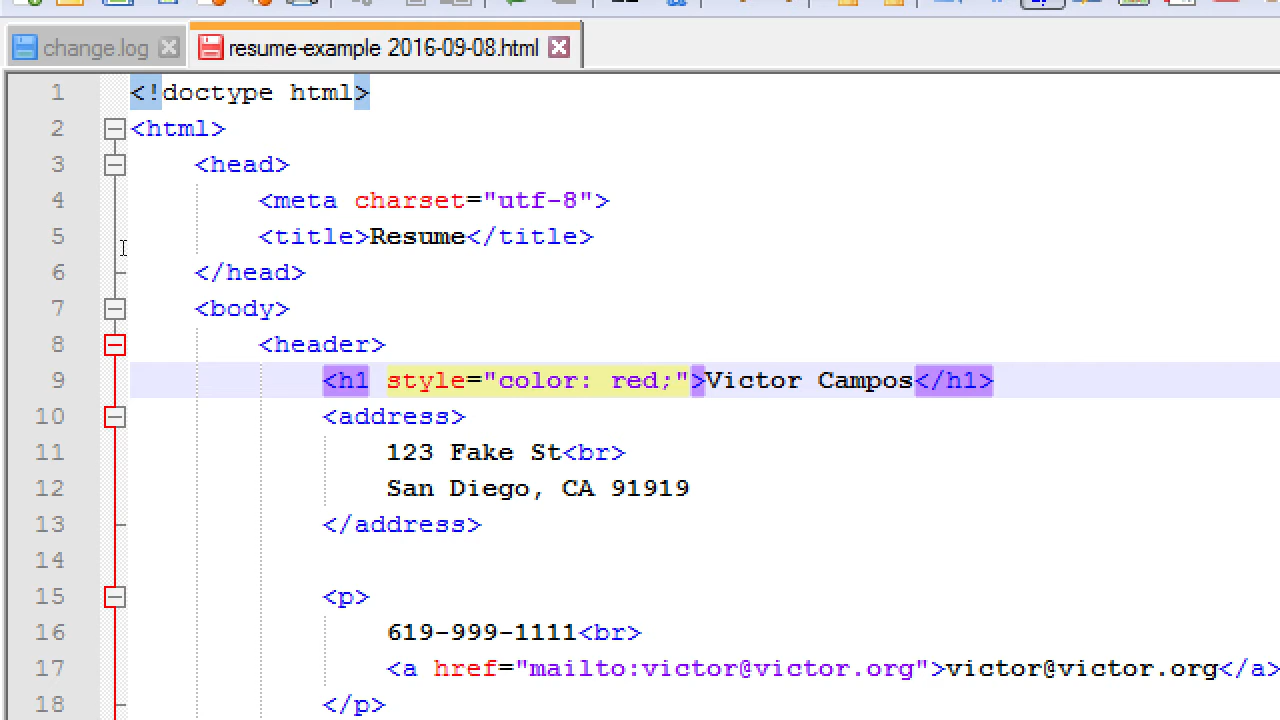 change.log resume-example 2016-09-08.html
1 <!doctype html>
2 <html>
3 <head>
4 <meta charset="utf-8">
5 <title>Resume</title>
6 </head>
7 <body>
8 <header>
9 <h1 style="color: red;">Victor Campos</h1>
10 <address>
11 123 Fake St<br>
12 San Diego, CA 91919
13 </address>
14
15 <p>
16 619-999-1111<br>
17 <a href="mailto:victor@victor.org">victor@victor.org</a>
18 </p>